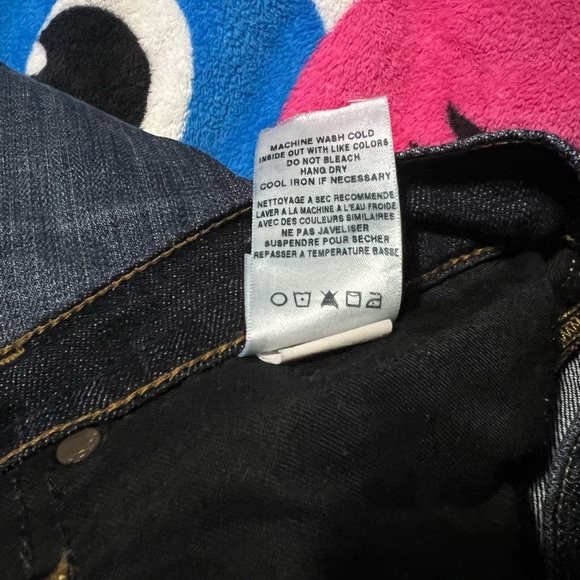 MACHINE WASH COLD
INSIDE OUT WITH LIKE COLORS
DO NOT BLEACH
HANG DRY
COOL IRON IF NECESSARY
NETTOYAGE A SEC RECOMMENDE
LAVER A LA MACHINE A L'EAU FROIDE
AVEC DES COULEURS SIMILAIRES
NE PAS JAVELISER
SUSPENDRE POUR SECHER
REPASSER A TEMPERATURE BASSE